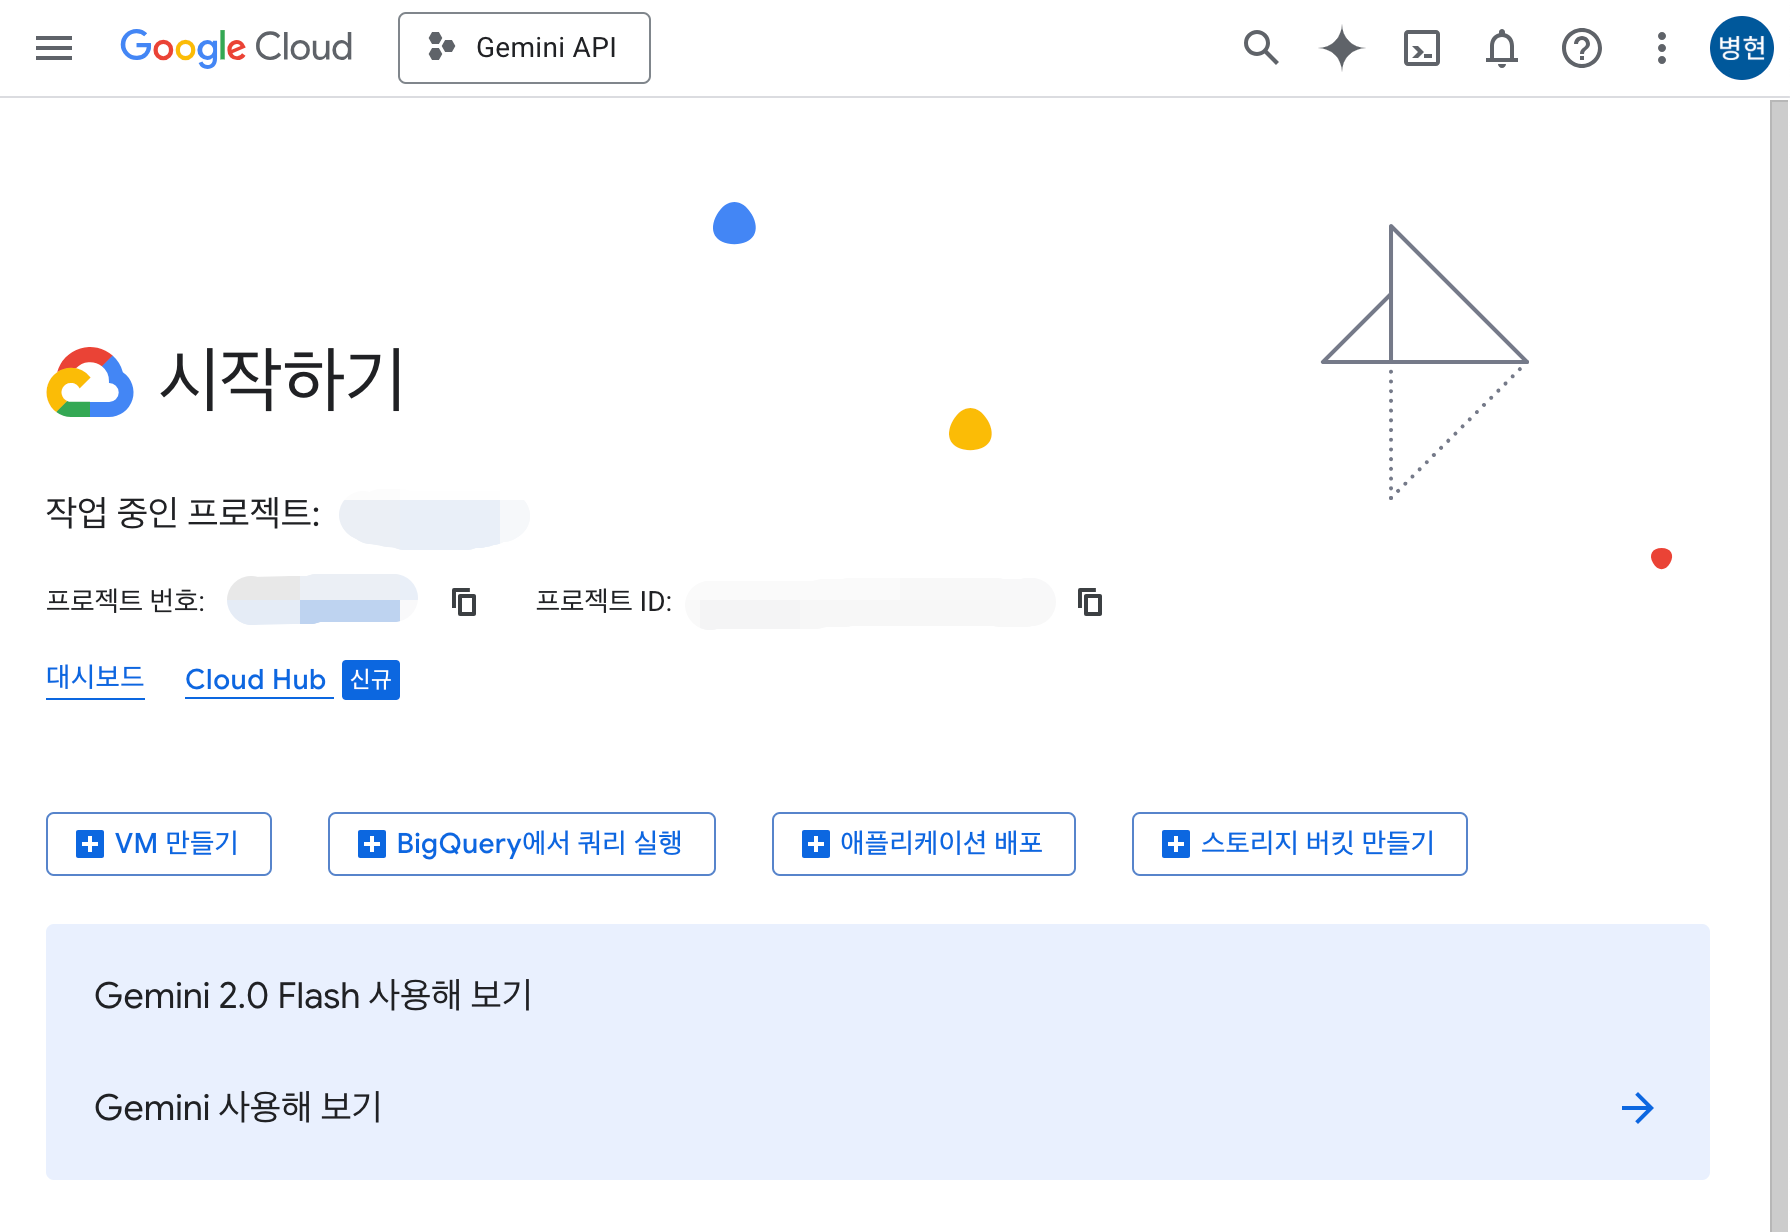 Google Cloud
Gemini API
병현
시작하기
작업 중인 프로젝트:
프로젝트 번호:
프로젝트 ID:
대시보드
Cloud Hub 신규
VM 만들기
BigQuery에서 쿼리 실행
애플리케이션 배포
스토리지 버킷 만들기
Gemini 2.0 Flash 사용해 보기
Gemini 사용해 보기